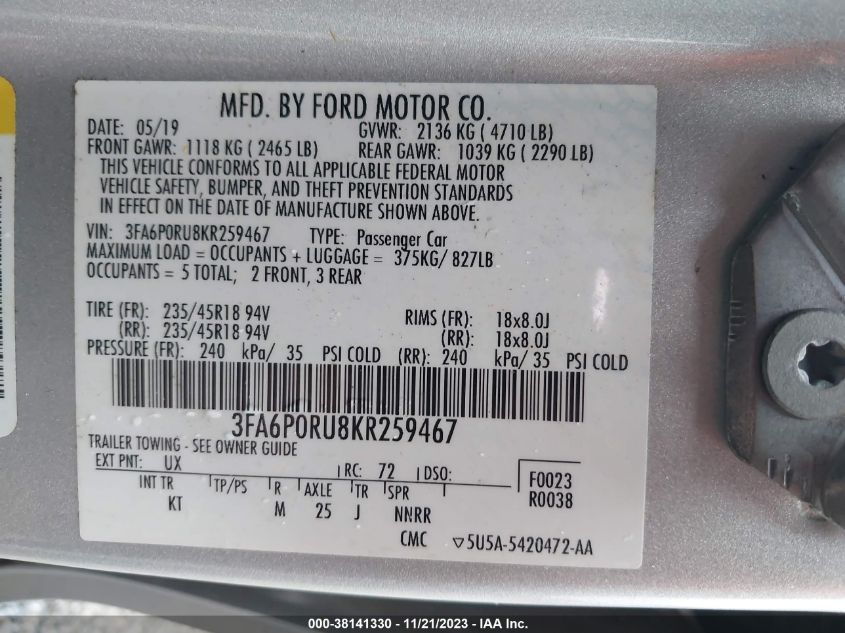 MFD. BY FORD MOTOR CO.
DATE: 05/19 GVWR: 2136 KG ( 4710 LB)
FRONT GAWR: 1118 KG ( 2465 LB) REAR GAWR: 1039 KG ( 2290 LB)
THIS VEHICLE CONFORMS TO ALL APPLICABLE FEDERAL MOTOR
VEHICLE SAFETY, BUMPER, AND THEFT PREVENTION STANDARDS
IN EFFECT ON THE DATE OF MANUFACTURE SHOWN ABOVE.
VIN: 3FA6P0RU8KR259467 TYPE: Passenger Car
MAXIMUM LOAD = OCCUPANTS + LUGGAGE = 375KG/ 827LB
OCCUPANTS = 5 TOTAL; 2 FRONT, 3 REAR
TIRE (FR): 235/45R18 94V RIMS (FR): 18x8.0J
(RR): 235/45R18 94V (RR): 18x8.0J
PRESSURE (FR): 240 kPa/ 35 PSI COLD (RR): 240 kPa/ 35 PSI COLD
3FA6P0RU8KR259467
TRAILER TOWING - SEE OWNER GUIDE
EXT PNT: UX RC: 72 DSO: F0023
INT TR TP/PS R AXLE TR SPR R0038
KT M 25 J NNRR
CMC ▽5U5A-5420472-AA
000-38141330 - 11/21/2023 - IAAI Inc.